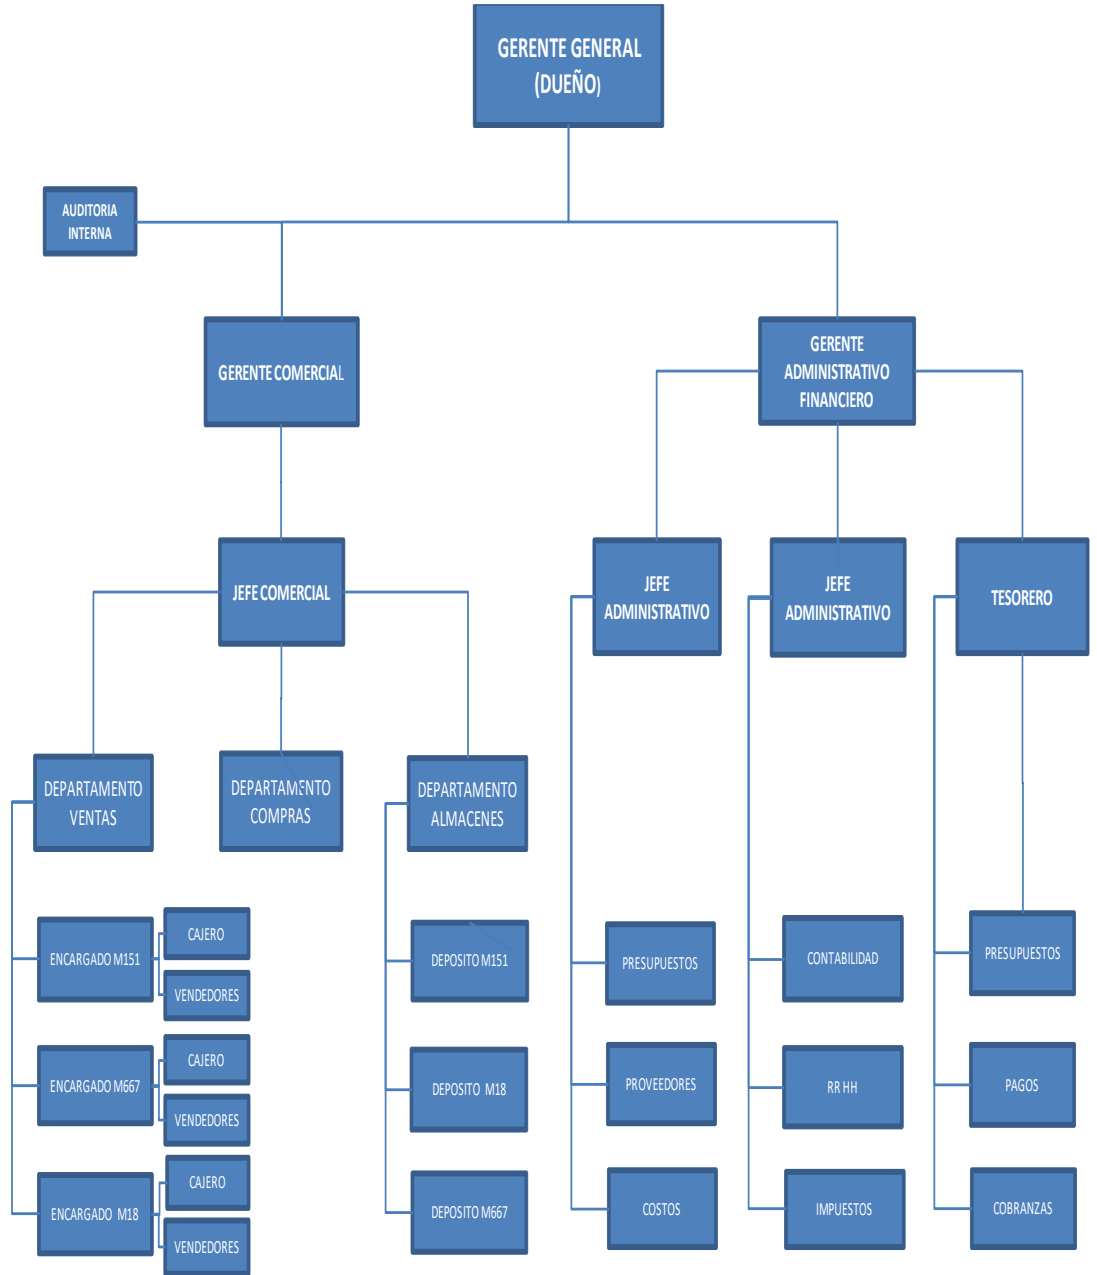 GERENTE GENERAL
(DUEÑO)
AUDITORIA
INTERNA
GERENTE COMERCIAL
GERENTE
ADMINISTRATIVO
FINANCIERO
JEFE COMERCIAL
JEFE
ADMINISTRATIVO
JEFE
ADMINISTRATIVO
TESORERO
DEPARTAMENTO
VENTAS
DEPARTAMENTO
COMPRAS
DEPARTAMENTO
ALMACENES
ENCARGADO M151
CAJERO
VENDEDORES
ENCARGADO M667
CAJERO
VENDEDORES
ENCARGADO M18
CAJERO
VENDEDORES
DEPOSITO M151
DEPOSITO M18
DEPOSITO M667
PRESUPUESTOS
PROVEEDORES
COSTOS
CONTABILIDAD
RR HH
IMPUESTOS
PRESUPUESTOS
PAGOS
COBRANZAS